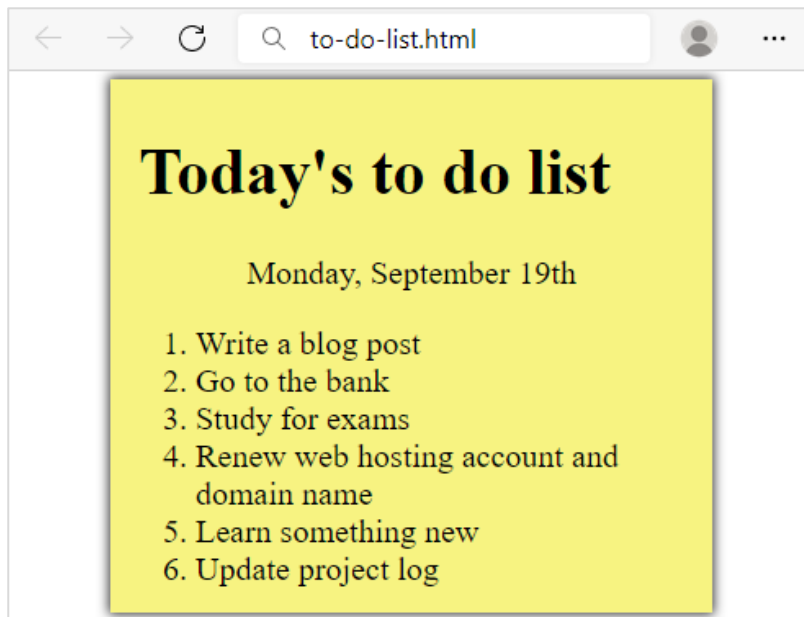 to-do-list.html
Today's to do list
Monday, September 19th
1. Write a blog post
2. Go to the bank
3. Study for exams
4. Renew web hosting account and
domain name
5. Learn something new
6. Update project log